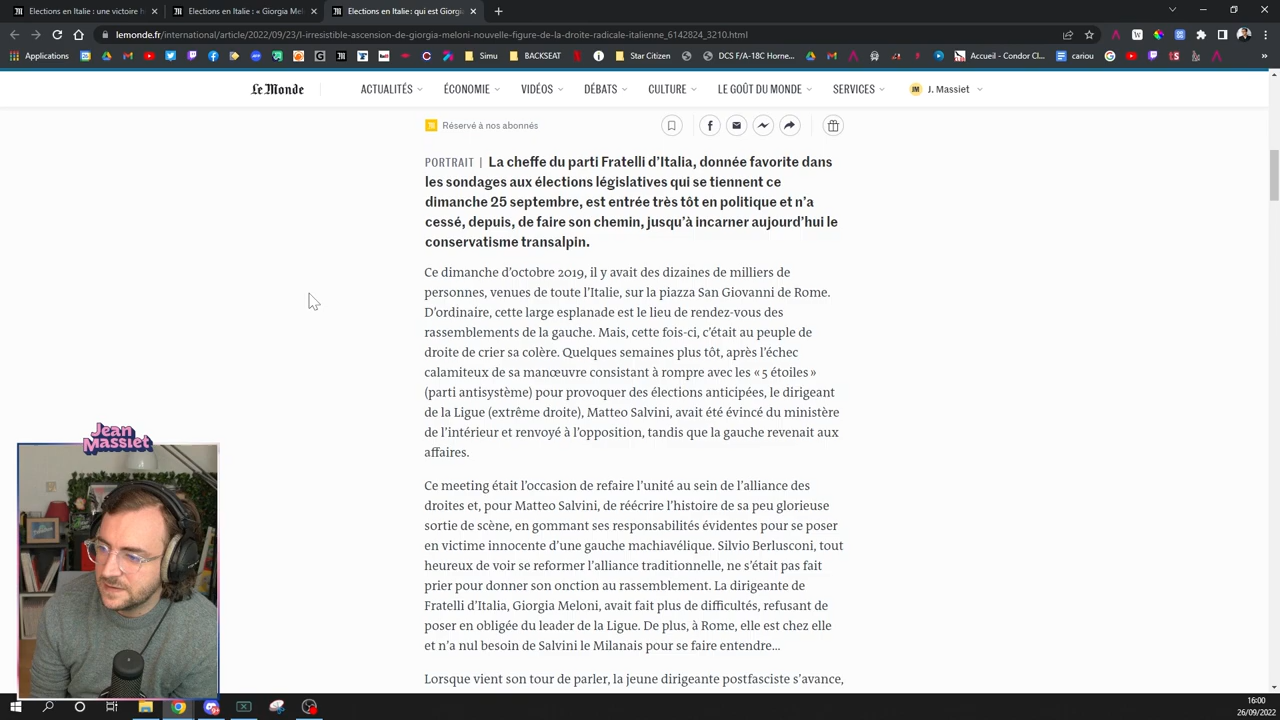 Elections en Italie : une victoire h
Elections en Italie : « Giorgia Mel
Elections en Italie : qui est Giorgi
lemonde.fr/international/article/2022/09/23/l-irresistible-ascension-de-giorgia-meloni-nouvelle-figure-de-la-droite-radicale-italienne_6142824_3210.html
Applications
Simu
BACKSEAT
Star Citizen
DCS F/A-18C Horne...
Accueil - Condor Cl...
cariou
Le Monde
ACTUALITÉS
ÉCONOMIE
VIDÉOS
DÉBATS
CULTURE
LE GOÛT DU MONDE
SERVICES
JM
J. Massiet
Réservé à nos abonnés
PORTRAIT | La cheffe du parti Fratelli d’Italia, donnée favorite dans
les sondages aux élections législatives qui se tiennent ce
dimanche 25 septembre, est entrée très tôt en politique et n’a
cessé, depuis, de faire son chemin, jusqu’à incarner aujourd’hui le
conservatisme transalpin.
Ce dimanche d’octobre 2019, il y avait des dizaines de milliers de
personnes, venues de toute l’Italie, sur la piazza San Giovanni de Rome.
D’ordinaire, cette large esplanade est le lieu de rendez-vous des
rassemblements de la gauche. Mais, cette fois-ci, c’était au peuple de
droite de crier sa colère. Quelques semaines plus tôt, après l’échec
calamiteux de sa manœuvre consistant à rompre avec les « 5 étoiles »
(parti antisystème) pour provoquer des élections anticipées, le dirigeant
de la Ligue (extrême droite), Matteo Salvini, avait été évincé du ministère
de l’intérieur et renvoyé à l’opposition, tandis que la gauche revenait aux
affaires.
Ce meeting était l’occasion de refaire l’unité au sein de l’alliance des
droites et, pour Matteo Salvini, de réécrire l’histoire de sa peu glorieuse
sortie de scène, en gommant ses responsabilités évidentes pour se poser
en victime innocente d’une gauche machiavélique. Silvio Berlusconi, tout
heureux de voir se reformer l’alliance traditionnelle, ne s’était pas fait
prier pour donner son onction au rassemblement. La dirigeante de
Fratelli d’Italia, Giorgia Meloni, avait fait plus de difficultés, refusant de
poser en obligée du leader de la Ligue. De plus, à Rome, elle est chez elle
et n’a nul besoin de Salvini le Milanais pour se faire entendre…
Lorsque vient son tour de parler, la jeune dirigeante postfasciste s’avance,
Jean
Massiet
16:00
26/09/2022